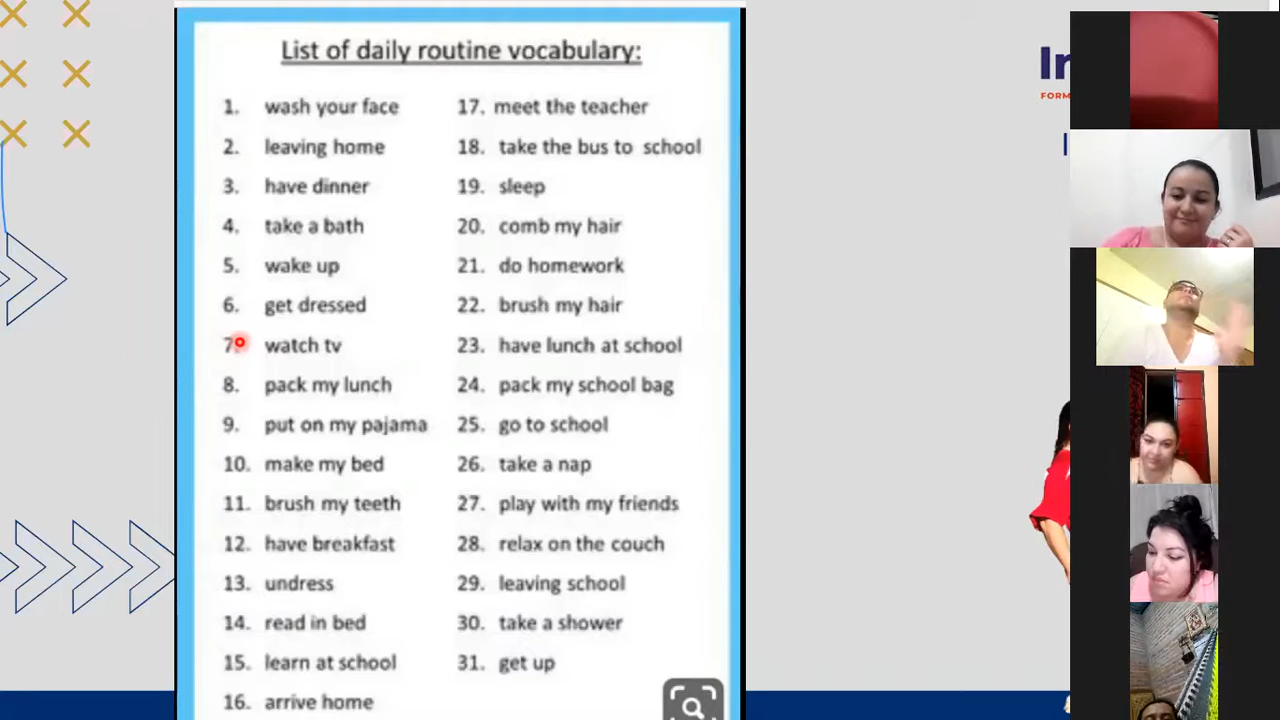 List of daily routine vocabulary:
1. wash your face
2. leaving home
3. have dinner
4. take a bath
5. wake up
6. get dressed
7. watch tv
8. pack my lunch
9. put on my pajama
10. make my bed
11. brush my teeth
12. have breakfast
13. undress
14. read in bed
15. learn at school
16. arrive home
17. meet the teacher
18. take the bus to school
19. sleep
20. comb my hair
21. do homework
22. brush my hair
23. have lunch at school
24. pack my school bag
25. go to school
26. take a nap
27. play with my friends
28. relax on the couch
29. leaving school
30. take a shower
31. get up
In
FORM